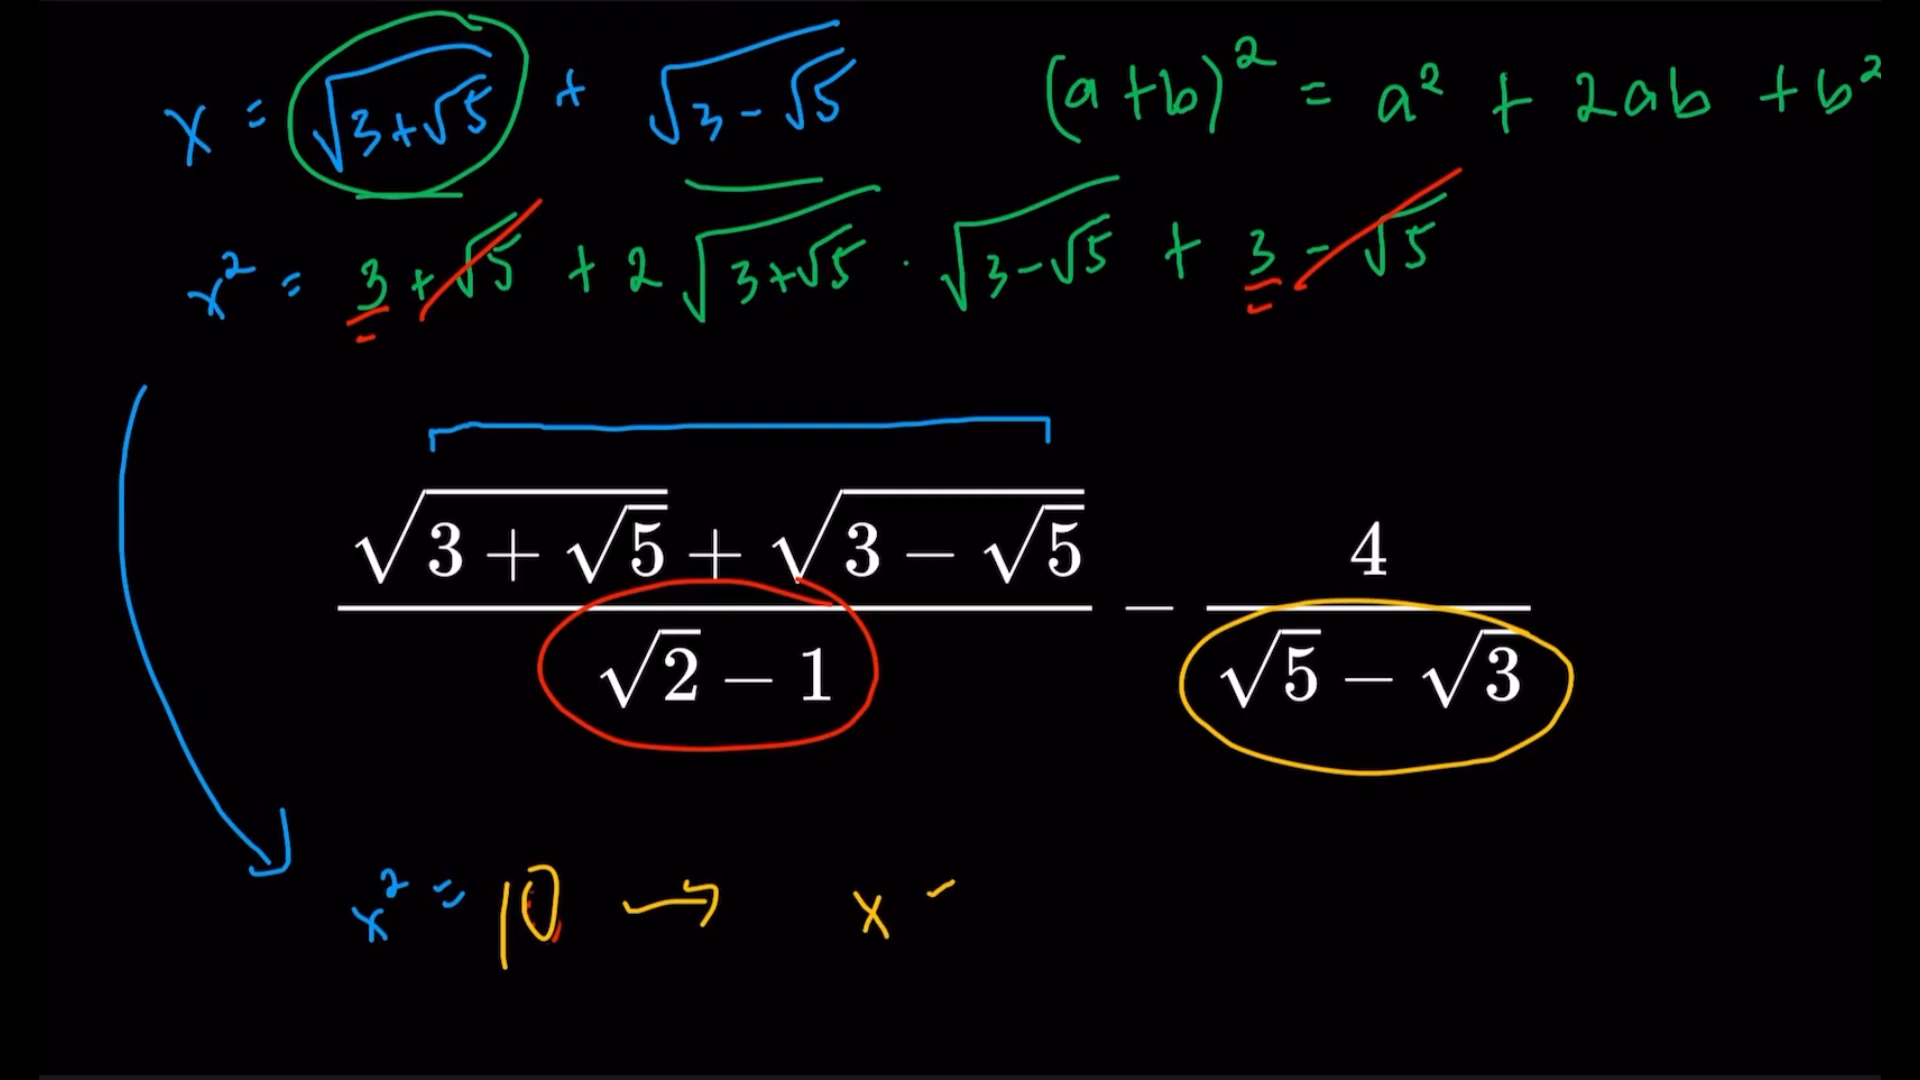 x = √(3+√5) + √(3-√5) (a+b)² = a² + 2ab + b²
x² = 3+√5 + 2√(3+√5) · √(3-√5) + 3-√5
(√(3 + √5) + √(3 − √5))/(√2 − 1) − 4/(√5 − √3)
x² = 10 → x -